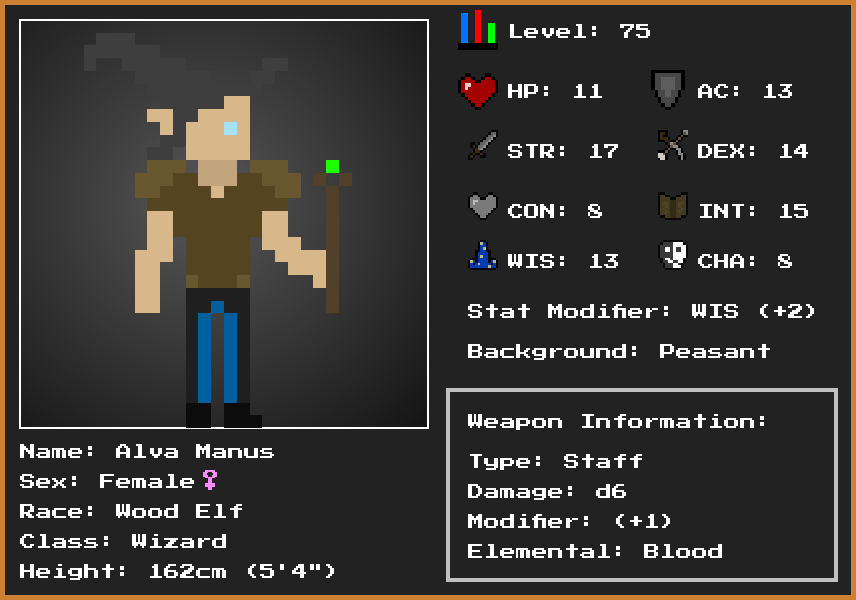 Level: 75
HP: 11 AC: 13
STR: 17 DEX: 14
CON: 8 INT: 15
WIS: 13 CHA: 8
Stat Modifier: WIS (+2)
Background: Peasant
Weapon Information:
Type: Staff
Damage: d6
Modifier: (+1)
Elemental: Blood
Name: Alva Manus
Sex: Female
Race: Wood Elf
Class: Wizard
Height: 162cm (5'4")